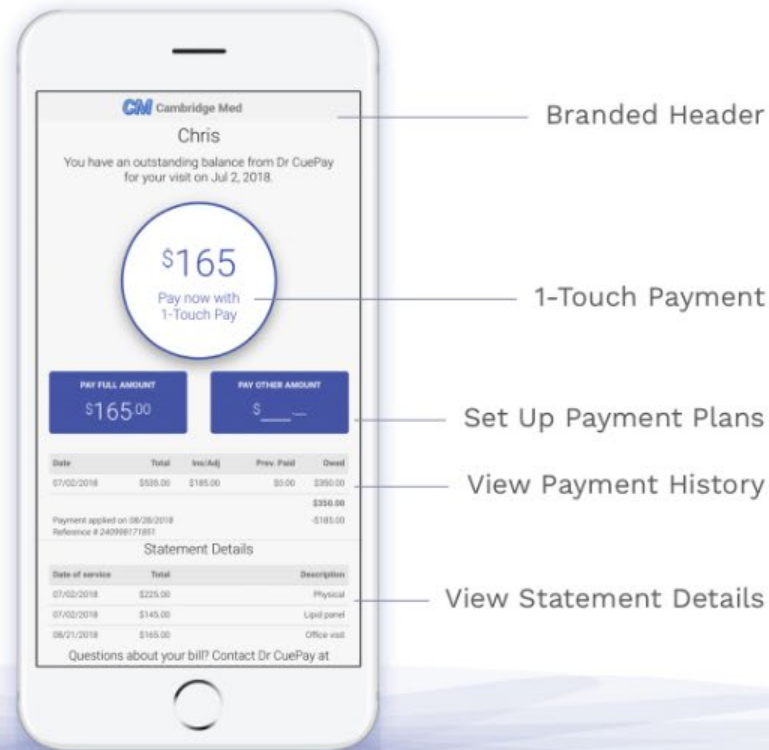 CM Cambridge Med
Branded Header
Chris
You have an outstanding balance from Dr CuePay
for your visit on Jul 2, 2018.
$165
Pay now with
1-Touch Pay
1-Touch Payment
PAY FULL AMOUNT
$165.00
PAY OTHER AMOUNT
$___.__
Set Up Payment Plans
Date Total Ins/Adj Prev. Paid Owed
07/02/2018 $535.00 $185.00 $0.00 $350.00
View Payment History
$350.00
Payment applied on 08/28/2018 -$185.00
Reference # 240998171851
Statement Details
Date of service Total Description
07/02/2018 $225.00 Physical
View Statement Details
07/02/2018 $145.00 Lipid panel
08/21/2018 $165.00 Office visit
Questions about your bill? Contact Dr CuePay at